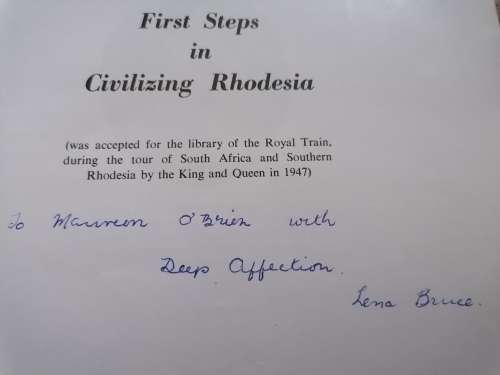 First Steps
in
Civilizing Rhodesia
(was accepted for the library of the Royal Train,
during the tour of South Africa and Southern
Rhodesia by the King and Queen in 1947)
To Maureen O'Brien with
Deep Affection.
Lena Bruce.